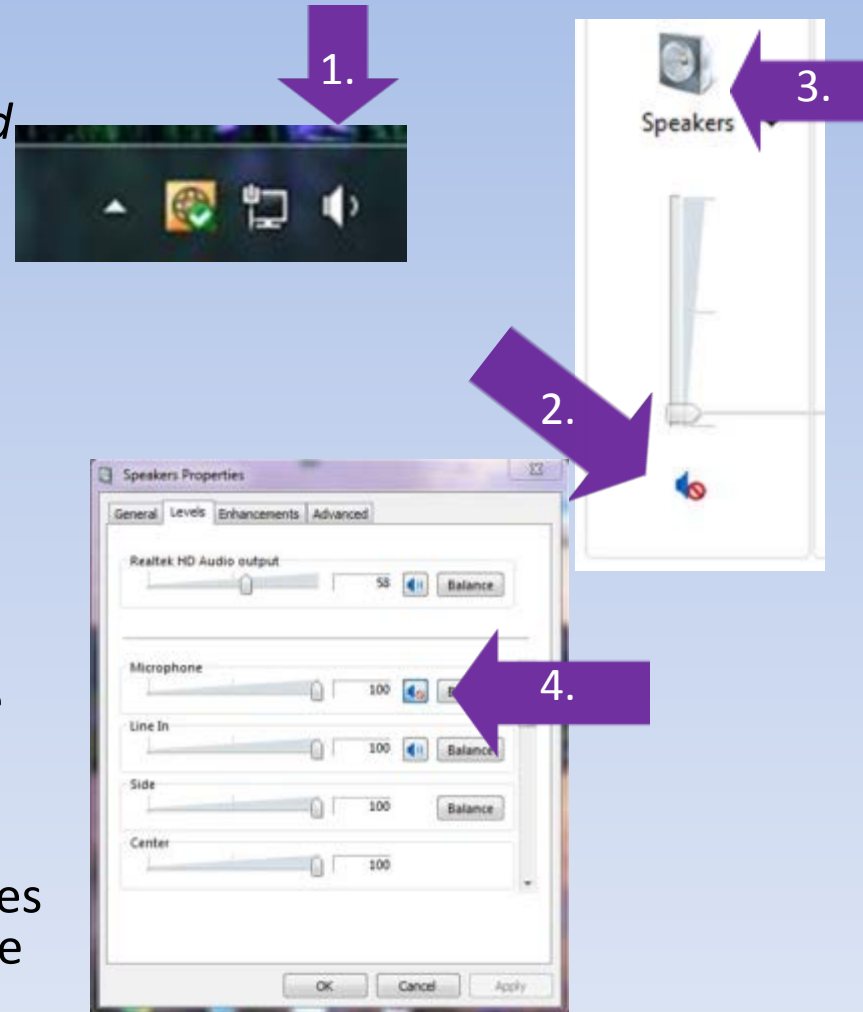 1.
3.
Speakers
2.
Speakers Properties
General Levels Enhancements Advanced
Realtek HD Audio output
58 Balance
Microphone
100
4.
Line In
100 Balance
Side
100 Balance
Center
100
OK Cancel Apply